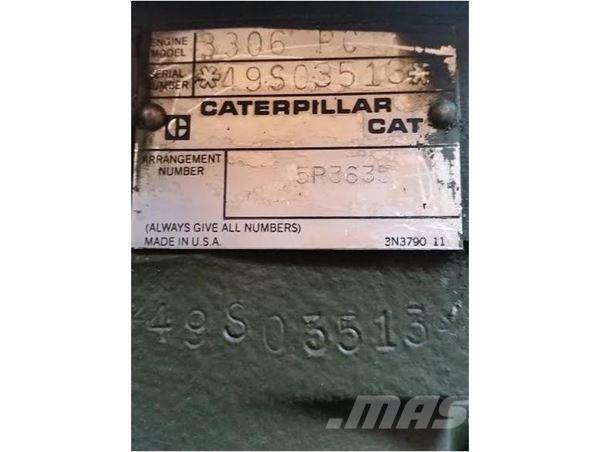 ENGINE MODEL 3306 PC
SERIAL NUMBER *49S03513*
CATERPILLAR
C CAT
ARRANGEMENT NUMBER 5R3635
(ALWAYS GIVE ALL NUMBERS)
MADE IN U.S.A. 3N3790 11
*49S03513*
MAS